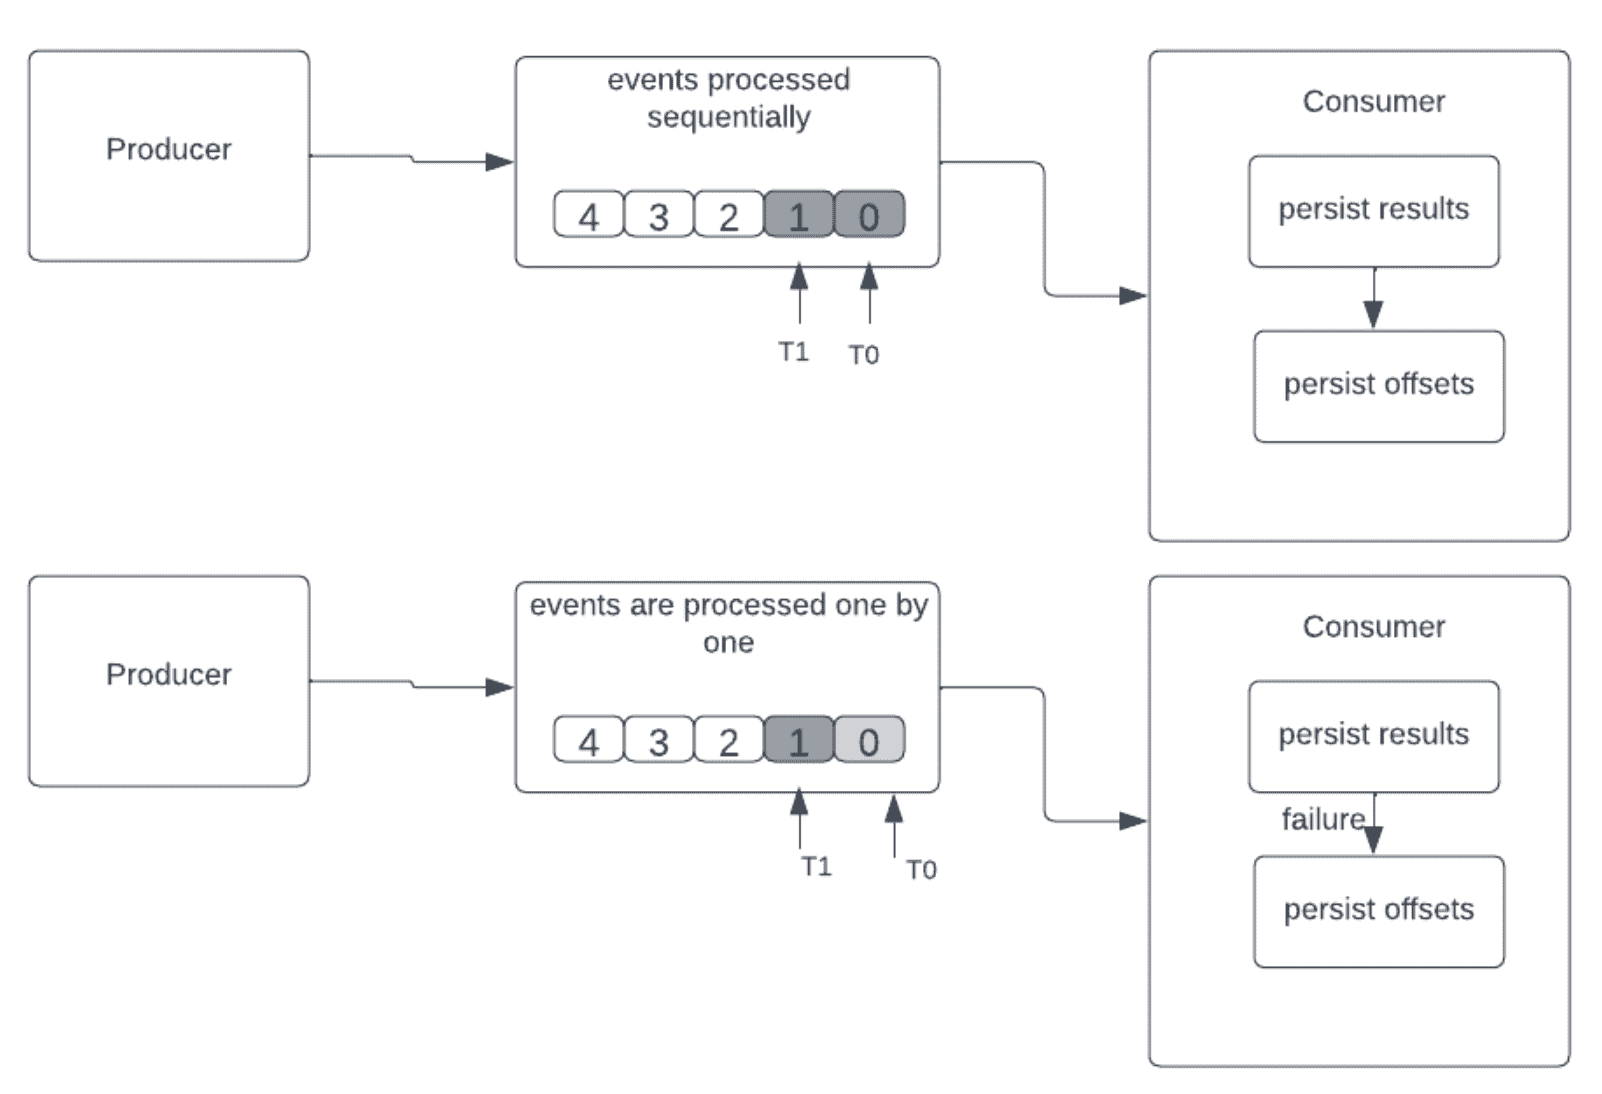 Producer
events processed
sequentially
4 3 2 1 0
T1 T0
Consumer
persist results
persist offsets
Producer
events are processed one by
one
4 3 2 1 0
T1 T0
Consumer
persist results
failure
persist offsets